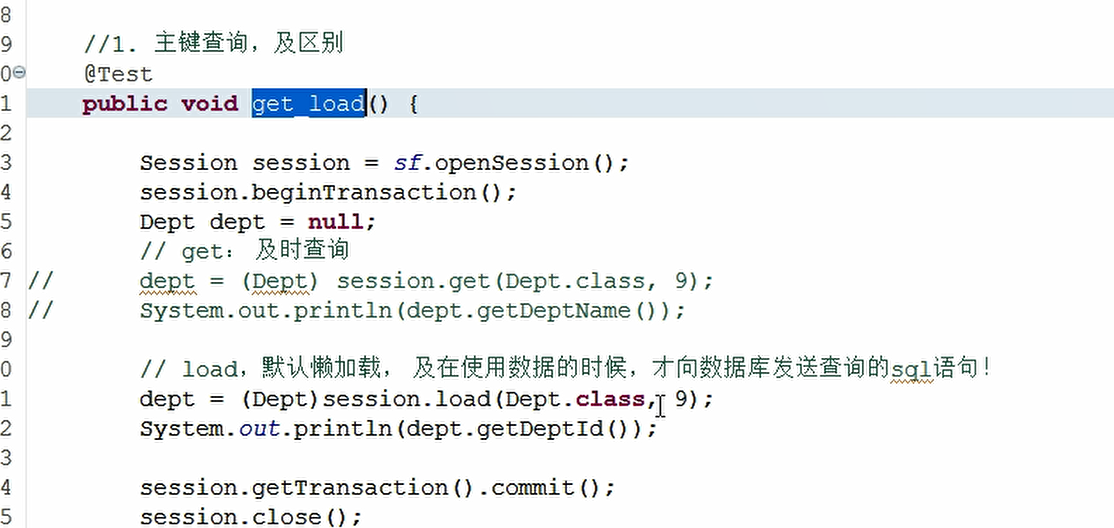 8
9 //1. 主键查询，及区别
0 @Test
1 public void get_load() {
2
3 Session session = sf.openSession();
4 session.beginTransaction();
5 Dept dept = null;
6 // get： 及时查询
7 // dept = (Dept) session.get(Dept.class, 9);
8 // System.out.println(dept.getDeptName());
9
0 // load，默认懒加载， 及在使用数据的时候，才向数据库发送查询的sql语句！
1 dept = (Dept)session.load(Dept.class, 9);
2 System.out.println(dept.getDeptId());
3
4 session.getTransaction().commit();
5 session.close();